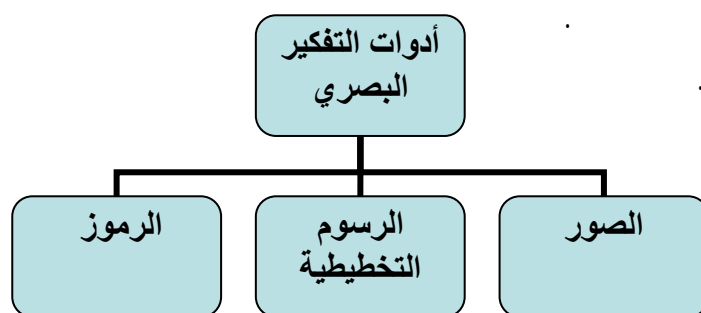 أدوات التفكير
البصري
الصور
الرسوم
التخطيطية
الرموز